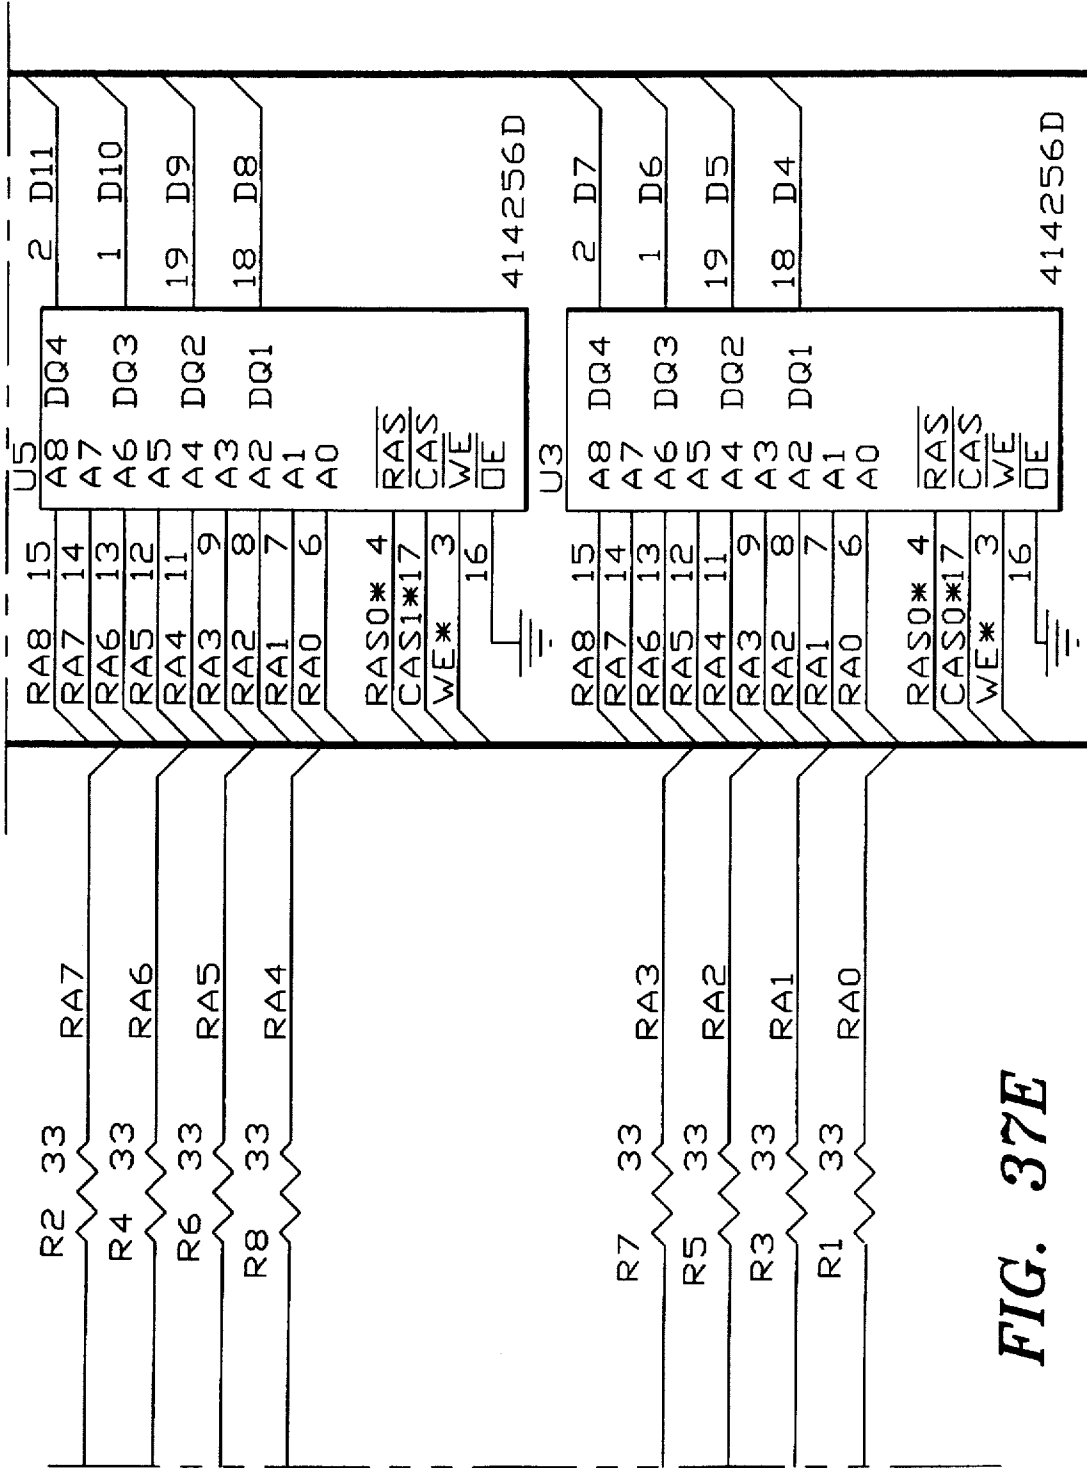 R2 33 RA7
R4 33 RA6
R6 33 RA5
R8 33 RA4
R7 33 RA3
R5 33 RA2
R3 33 RA1
R1 33 RA0
U5
RA8 15 A8 DQ4 2 D11
RA7 14 A7
RA6 13 A6 DQ3 1 D10
RA5 12 A5
RA4 11 A4 DQ2 19 D9
RA3 9 A3
RA2 8 A2 DQ1 18 D8
RA1 7 A1
RA0 6 A0
RAS0* 4 RAS
CAS1* 17 CAS
WE* 3 WE
16 OE
414256D
U3
RA8 15 A8 DQ4 2 D7
RA7 14 A7
RA6 13 A6 DQ3 1 D6
RA5 12 A5
RA4 11 A4 DQ2 19 D5
RA3 9 A3
RA2 8 A2 DQ1 18 D4
RA1 7 A1
RA0 6 A0
RAS0* 4 RAS
CAS0* 17 CAS
WE* 3 WE
16 OE
414256D
FIG. 37E